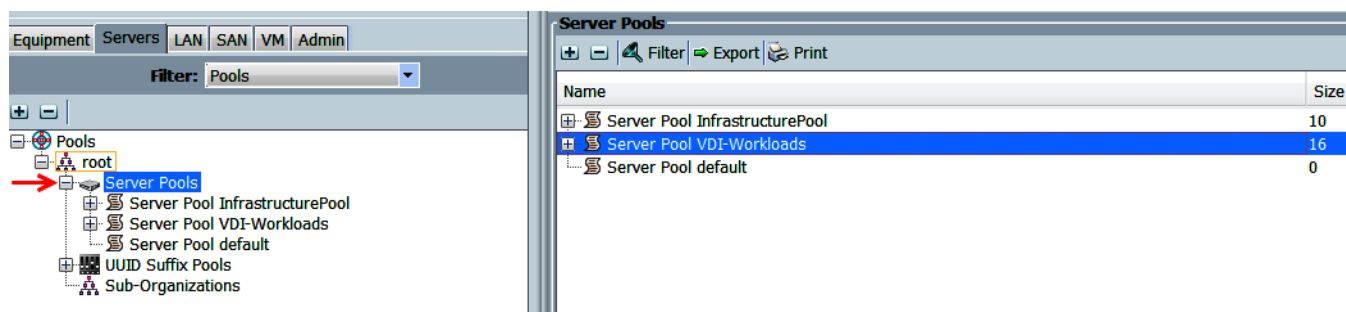 Equipment Servers LAN SAN VM Admin
Filter: Pools
Pools
root
Server Pools
Server Pool InfrastructurePool
Server Pool VDI-Workloads
Server Pool default
UUID Suffix Pools
Sub-Organizations
Server Pools
Filter Export Print
Name Size
Server Pool InfrastructurePool 10
Server Pool VDI-Workloads 16
Server Pool default 0